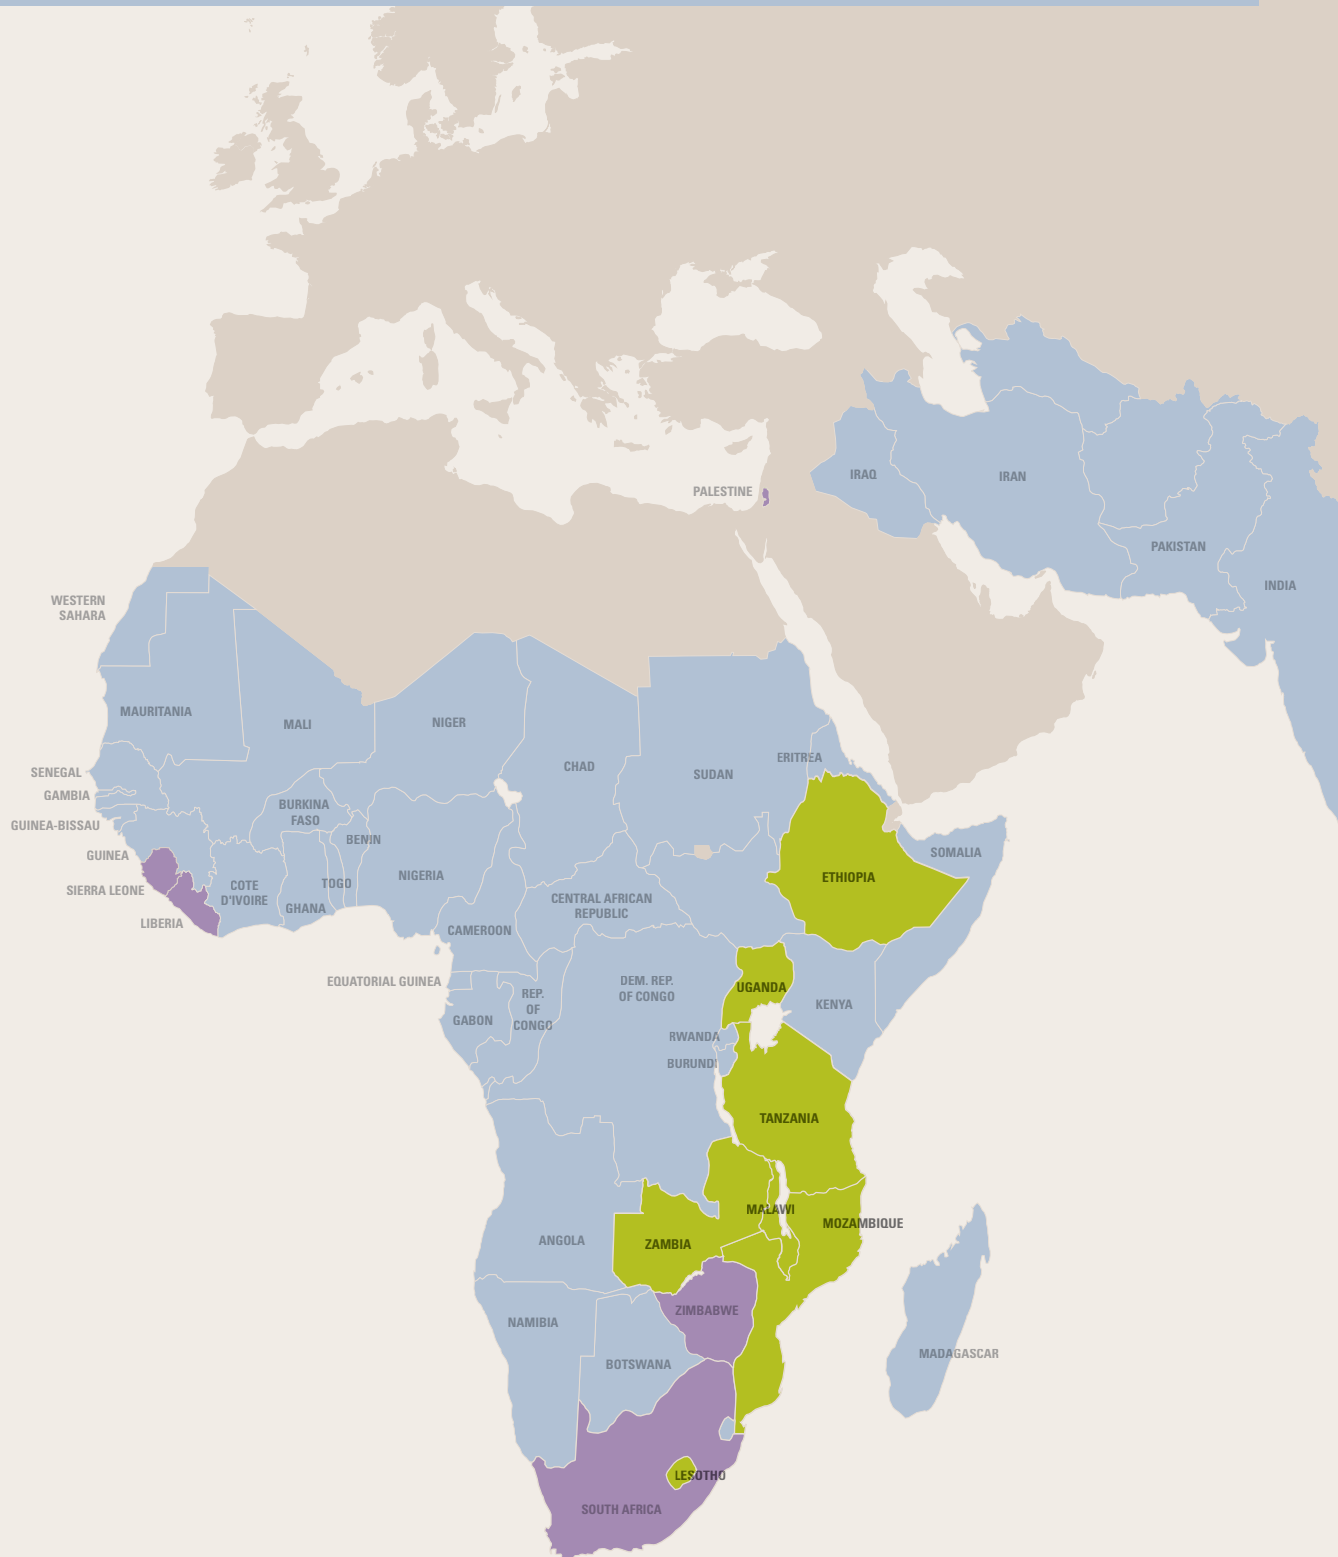 PALESTINE
IRAQ
IRAN
PAKISTAN
INDIA
WESTERN
SAHARA
MAURITANIA
MALI
NIGER
CHAD
SUDAN
ERITREA
SENEGAL
GAMBIA
GUINEA-BISSAU
GUINEA
SIERRA LEONE
LIBERIA
BURKINA
FASO
BENIN
TOGO
COTE
D'IVOIRE
GHANA
NIGERIA
CAMEROON
CENTRAL AFRICAN
REPUBLIC
ETHIOPIA
SOMALIA
EQUATORIAL GUINEA
GABON
REP.
OF
CONGO
DEM. REP.
OF CONGO
UGANDA
KENYA
RWANDA
BURUNDI
TANZANIA
MALAWI
MOZAMBIQUE
ANGOLA
ZAMBIA
ZIMBABWE
NAMIBIA
BOTSWANA
MADAGASCAR
LESOTHO
SOUTH AFRICA